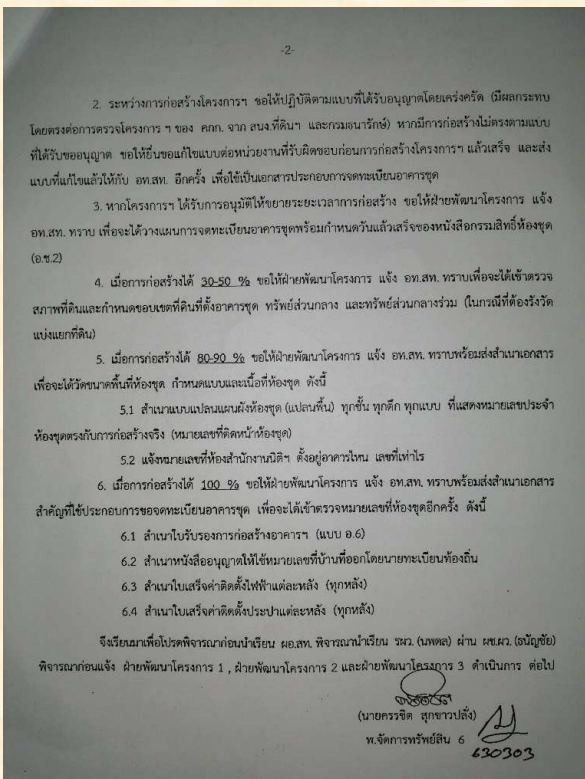 -2-
2. ระหว่างการก่อสร้างโครงการฯ ขอให้ปฏิบัติตามแบบที่ได้รับอนุญาตโดยเคร่งครัด (มีผลกระทบ
โดยตรงต่อการตรวจโครงการ ฯ ของ คกก. จาก สนง.ที่ดินฯ และกรมธนารักษ์) หากมีการก่อสร้างไม่ตรงตามแบบ
ที่ได้รับขออนุญาต ขอให้ยื่นขอแก้ไขแบบต่อหน่วยงานที่รับผิดชอบก่อนการก่อสร้างโครงการฯ แล้วเสร็จ และส่ง
แบบที่แก้ไขแล้วให้กับ อท.สท. อีกครั้ง เพื่อใช้เป็นเอกสารประกอบการจดทะเบียนอาคารชุด
3. หากโครงการฯ ได้รับการอนุมัติให้ขยายระยะเวลาการก่อสร้าง ขอให้ฝ่ายพัฒนาโครงการ แจ้ง
อท.สท. ทราบ เพื่อจะได้วางแผนการจดทะเบียนอาคารชุดพร้อมกำหนดวันแล้วเสร็จของหนังสือกรรมสิทธิ์ห้องชุด
(อ.ช.2)
4. เมื่อการก่อสร้างได้ 30-50 % ขอให้ฝ่ายพัฒนาโครงการ แจ้ง อท.สท. ทราบเพื่อจะได้เข้าตรวจ
สภาพที่ดินและกำหนดขอบเขตที่ดินที่ตั้งอาคารชุด ทรัพย์ส่วนกลาง และทรัพย์ส่วนกลางร่วม (ในกรณีที่ต้องรังวัด
แบ่งแยกที่ดิน)
5. เมื่อการก่อสร้างได้ 80-90 % ขอให้ฝ่ายพัฒนาโครงการ แจ้ง อท.สท. ทราบพร้อมส่งสำเนาเอกสาร
เพื่อจะได้วัดขนาดพื้นที่ห้องชุด กำหนดแบบและเนื้อที่ห้องชุด ดังนี้
5.1 สำเนาแบบแปลนแผนผังห้องชุด (แปลนพื้น) ทุกชั้น ทุกตึก ทุกแบบ ที่แสดงหมายเลขประจำ
ห้องชุดตรงกับการก่อสร้างจริง (หมายเลขที่ติดหน้าห้องชุด)
5.2 แจ้งหมายเลขที่ห้องสำนักงานนิติฯ ตั้งอยู่อาคารไหน เลขที่เท่าไร
6. เมื่อการก่อสร้างได้ 100 % ขอให้ฝ่ายพัฒนาโครงการ แจ้ง อท.สท. ทราบพร้อมส่งสำเนาเอกสาร
สำคัญที่ใช้ประกอบการขอจดทะเบียนอาคารชุด เพื่อจะได้เข้าตรวจหมายเลขที่ห้องชุดอีกครั้ง ดังนี้
6.1 สำเนาใบรับรองการก่อสร้างอาคารฯ (แบบ อ.6)
6.2 สำเนาหนังสืออนุญาตให้ใช้หมายเลขที่บ้านที่ออกโดยนายทะเบียนท้องถิ่น
6.3 สำเนาใบเสร็จค่าติดตั้งไฟฟ้าแต่ละหลัง (ทุกหลัง)
6.4 สำเนาใบเสร็จค่าติดตั้งประปาแต่ละหลัง (ทุกหลัง)
จึงเรียนมาเพื่อโปรดพิจารณาก่อนนำเรียน ผอ.สท. พิจารณานำเรียน รผว. (นพดล) ผ่าน ผช.ผว. (ธนัญชัย)
พิจารณาก่อนแจ้ง ฝ่ายพัฒนาโครงการ 1 , ฝ่ายพัฒนาโครงการ 2 และฝ่ายพัฒนาโครงการ 3 ดำเนินการ ต่อไป
(นายครรชิต สุกขาวปลั่ง)
พ.จัดการทรัพย์สิน 6
630303